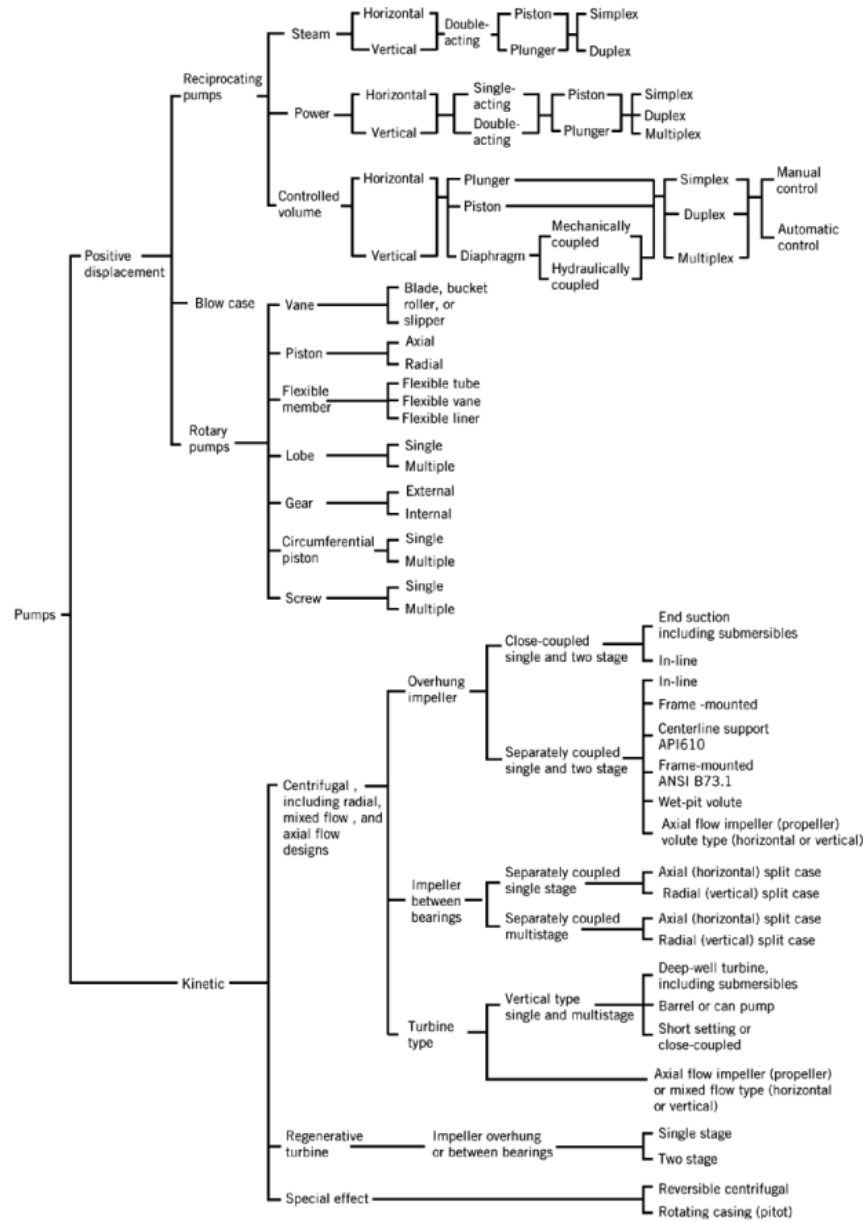 Pumps
Positive
displacement
Reciprocating
pumps
Steam
Horizontal
Vertical
Double-
acting
Piston
Plunger
Simplex
Duplex
Power
Horizontal
Vertical
Single-
acting
Double-
acting
Piston
Plunger
Simplex
Duplex
Multiplex
Controlled
volume
Horizontal
Vertical
Plunger
Piston
Diaphragm
Mechanically
coupled
Hydraulically
coupled
Simplex
Duplex
Multiplex
Manual
control
Automatic
control
Blow case
Rotary
pumps
Vane
Blade, bucket
roller, or
slipper
Piston
Axial
Radial
Flexible
member
Flexible tube
Flexible vane
Flexible liner
Lobe
Single
Multiple
Gear
External
Internal
Circumferential
piston
Single
Multiple
Screw
Single
Multiple
Kinetic
Centrifugal ,
including radial,
mixed flow , and
axial flow
designs
Overhung
impeller
Close-coupled
single and two stage
End suction
including submersibles
In-line
Separately coupled
single and two stage
In-line
Frame -mounted
Centerline support
API610
Frame-mounted
ANSI B73.1
Wet-pit volute
Axial flow impeller (propeller)
volute type (horizontal or vertical)
Impeller
between
bearings
Separately coupled
single stage
Axial (horizontal) split case
Radial (vertical) split case
Separately coupled
multistage
Axial (horizontal) split case
Radial (vertical) split case
Turbine
type
Vertical type
single and multistage
Deep-well turbine,
including submersibles
Barrel or can pump
Short setting or
close-coupled
Axial flow impeller (propeller)
or mixed flow type (horizontal
or vertical)
Regenerative
turbine
Impeller overhung
or between bearings
Single stage
Two stage
Special effect
Reversible centrifugal
Rotating casing (pitot)